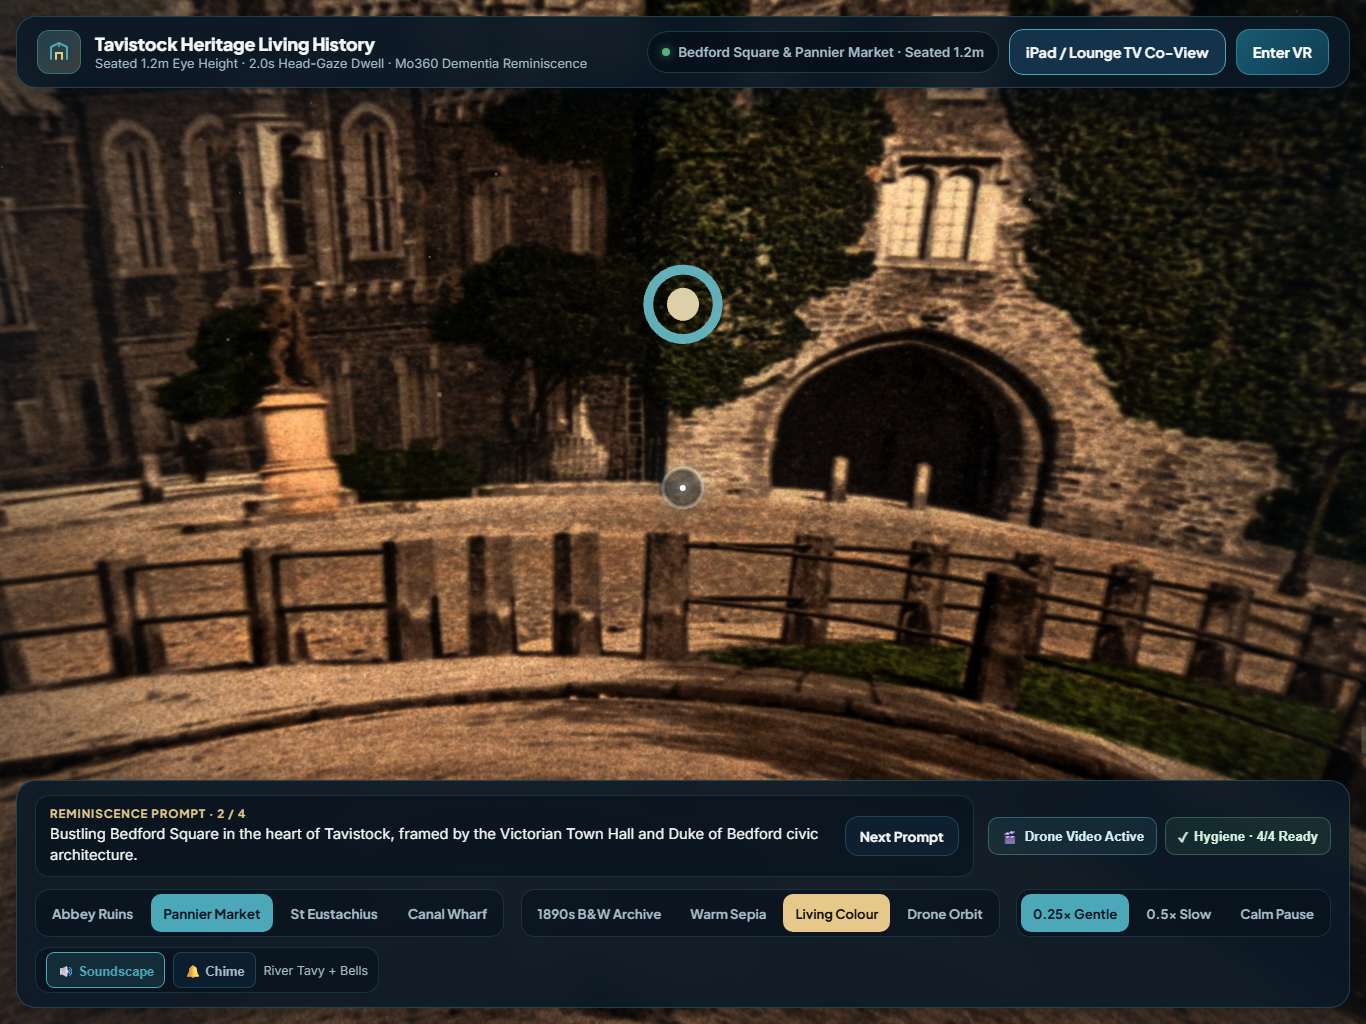 Tavistock Heritage Living History
Seated 1.2m Eye Height · 2.0s Head-Gaze Dwell · Mo360 Dementia Reminiscence
Bedford Square & Pannier Market · Seated 1.2m
iPad / Lounge TV Co-View
Enter VR
REMINISCENCE PROMPT · 2 / 4
Bustling Bedford Square in the heart of Tavistock, framed by the Victorian Town Hall and Duke of Bedford civic
architecture.
Next Prompt
Drone Video Active
✓ Hygiene · 4/4 Ready
Abbey Ruins
Pannier Market
St Eustachius
Canal Wharf
1890s B&W Archive
Warm Sepia
Living Colour
Drone Orbit
0.25× Gentle
0.5× Slow
Calm Pause
Soundscape
Chime
River Tavy + Bells